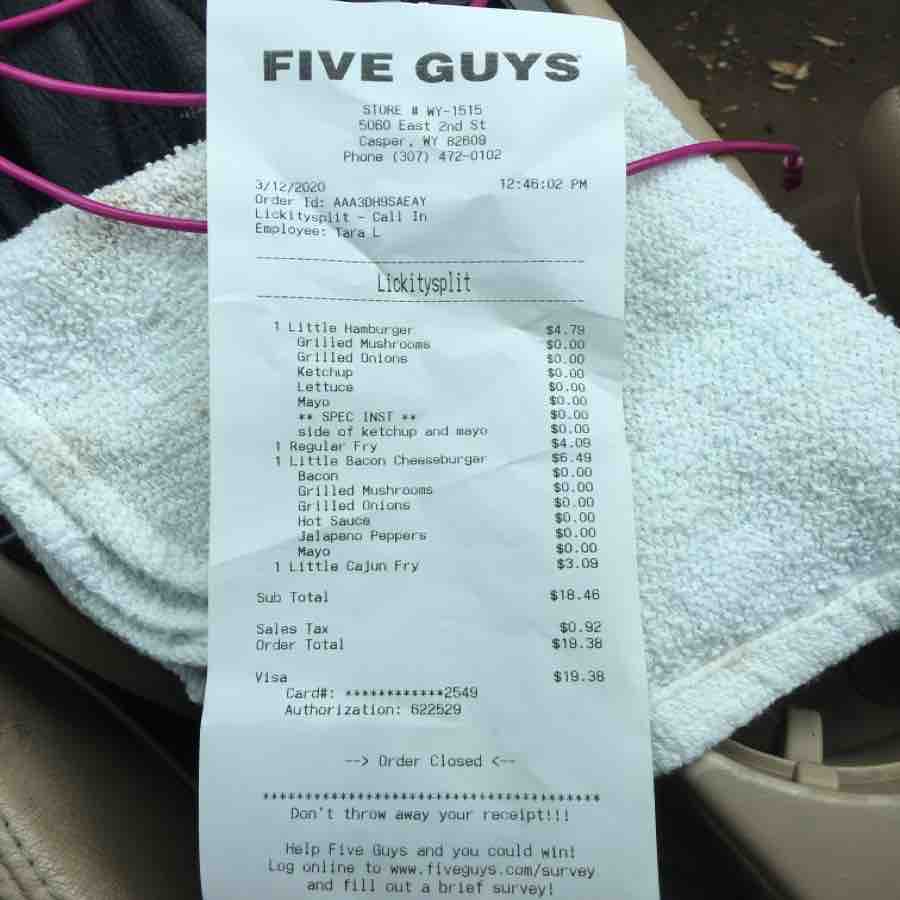 FIVE GUYS
STORE # WY-1515
5060 East 2nd St
Casper, WY 82609
Phone (307) 472-0102
3/12/2020 12:46:02 PM
Order Id: AAA3DH9SAEAY
Lickitysplit - Call In
Employee: Tara L
Lickitysplit
1 Little Hamburger $4.79
Grilled Mushrooms $0.00
Grilled Onions $0.00
Ketchup $0.00
Lettuce $0.00
Mayo $0.00
** SPEC INST ** $0.00
side of ketchup and mayo $0.00
1 Regular Fry $4.09
1 Little Bacon Cheeseburger $6.49
Bacon $0.00
Grilled Mushrooms $0.00
Grilled Onions $0.00
Hot Sauce $0.00
Jalapeno Peppers $0.00
Mayo $0.00
1 Little Cajun Fry $3.09
Sub Total $18.46
Sales Tax $0.92
Order Total $19.38
Visa $19.38
Card#: ************2549
Authorization: 622529
--> Order Closed <--
****************************************
Don't throw away your receipt!!!
Help Five Guys and you could win!
Log online to www.fiveguys.com/survey
and fill out a brief survey!